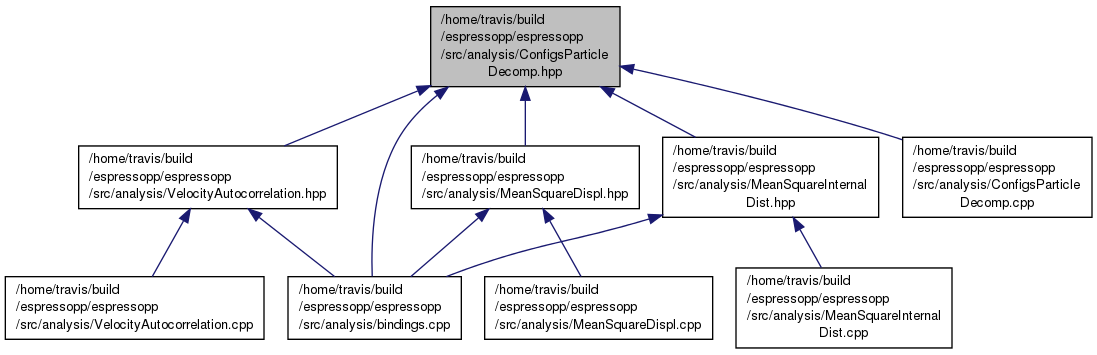 /home/travis/build
/espressopp/espressopp
/src/analysis/ConfigsParticle
Decomp.hpp
/home/travis/build
/espressopp/espressopp
/src/analysis/VelocityAutocorrelation.hpp
/home/travis/build
/espressopp/espressopp
/src/analysis/MeanSquareDispl.hpp
/home/travis/build
/espressopp/espressopp
/src/analysis/MeanSquareInternal
Dist.hpp
/home/travis/build
/espressopp/espressopp
/src/analysis/ConfigsParticle
Decomp.cpp
/home/travis/build
/espressopp/espressopp
/src/analysis/VelocityAutocorrelation.cpp
/home/travis/build
/espressopp/espressopp
/src/analysis/bindings.cpp
/home/travis/build
/espressopp/espressopp
/src/analysis/MeanSquareDispl.cpp
/home/travis/build
/espressopp/espressopp
/src/analysis/MeanSquareInternal
Dist.cpp